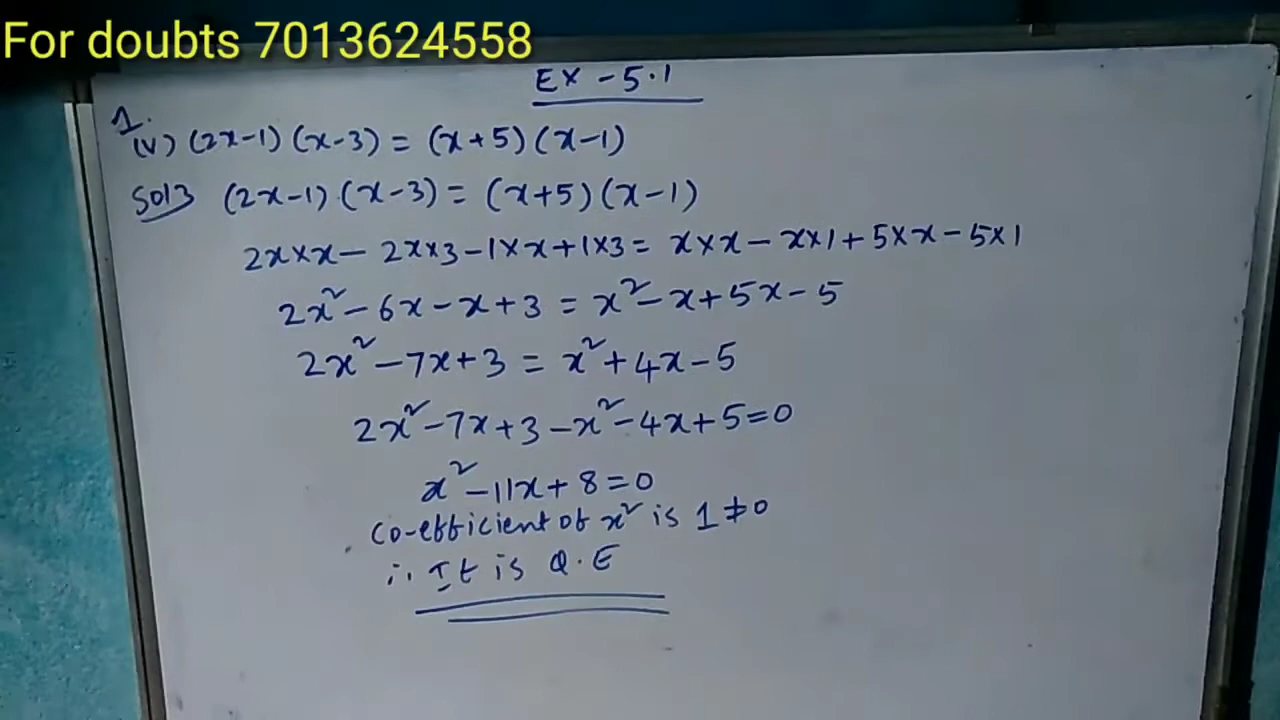 For doubts 7013624558
EX - 5.1
1.
(v) (2x-1) (x-3) = (x+5) (x-1)
Sol: (2x-1) (x-3) = (x+5) (x-1)
2x×x - 2x×3 - 1×x + 1×3 = x×x - x×1 + 5×x - 5×1
2x² - 6x - x + 3 = x² - x + 5x - 5
2x² - 7x + 3 = x² + 4x - 5
2x² - 7x + 3 - x² - 4x + 5 = 0
x² - 11x + 8 = 0
co-efficient of x² is 1 ≠ 0
∴ It is Q.E